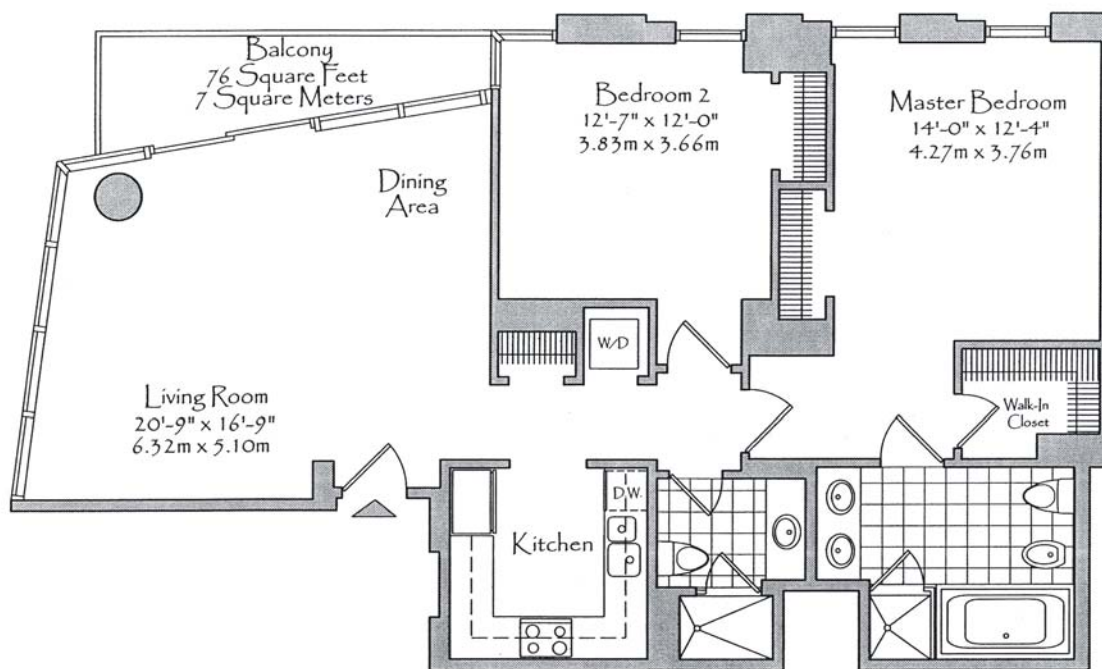 Balcony
76 Square Feet
7 Square Meters
Bedroom 2
12'-7" x 12'-0"
3.83m x 3.66m
Master Bedroom
14'-0" x 12'-4"
4.27m x 3.76m
Dining
Area
W/D
Living Room
20'-9" x 16'-9"
6.32m x 5.10m
Walk-In
Closet
D.W.
Kitchen